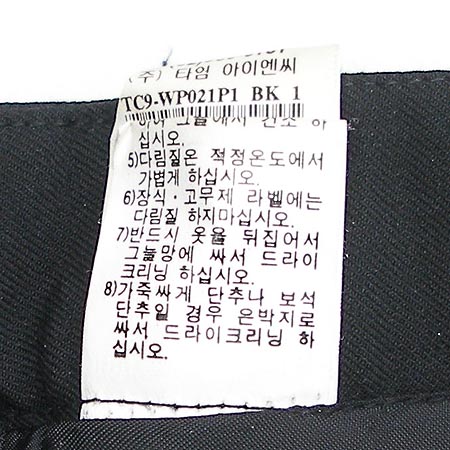 (주) 타임 아이엔씨
TC9-WP021P1 BK 1
십시오.
5)다림질은 적정온도에서
가볍게 하십시오.
6)장식·고무제 라벨에는
다림질 하지마십시오.
7)반드시 옷을 뒤집어서
그늘망에 싸서 드라이
크리닝 하십시오.
8)가죽싸게 단추나 보석
단추일 경우 은박지로
싸서 드라이크리닝 하
십시오.